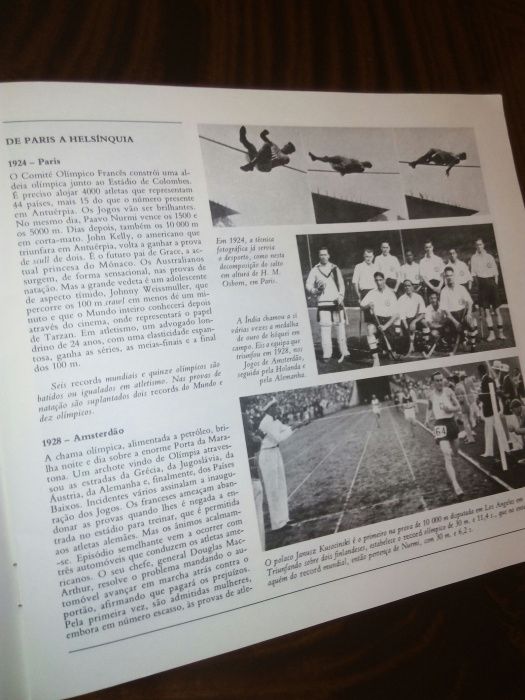 DE PARIS A HELSÍNQUIA
1924 – Paris
O Comité Olímpico Francês constrói uma al-
deia olímpica junto ao Estádio de Colombes.
É preciso alojar 4000 atletas que representam
44 países, mais 15 do que o número presente
em Antuérpia. Os Jogos vão ser brilhantes.
No mesmo dia, Paavo Nurmi vence os 1500 e
os 5000 m. Dias depois, também os 10 000 m
em corta-mato. John Kelly, o americano que
triunfara em Antuérpia, volta a ganhar a prova
de scull de dois. É o futuro pai de Grace, a ac-
tual princesa do Mónaco. Os Australianos
surgem, de forma sensacional, nas provas de
natação. Mas a grande vedeta é um adolescente
de aspecto tímido, Johnny Weismuller, que
percorre os 100 m crawl em menos de um mi-
nuto e que o Mundo inteiro conhecerá depois
através do cinema, onde representará o papel
de Tarzan. Em atletismo, um advogado lon-
drino de 24 anos, com uma elasticidade espan-
tosa, ganha as séries, as meias-finais e a final
dos 100 m.
Seis records mundiais e quinze olímpicos são
batidos ou igualados em atletismo. Nas provas de
natação são suplantados dois records do Mundo e
dez olímpicos.
1928 – Amsterdão
A chama olímpica, alimentada a petróleo, bri-
lha noite e dia sobre a enorme Porta da Mara-
tona. Um archote vindo de Olímpia atraves-
sou as estradas da Grécia, da Jugoslávia, da
Áustria, da Alemanha e, finalmente, dos Países
Baixos. Incidentes vários assinalam a inaugu-
ração dos Jogos. Os franceses ameaçam aban-
donar as provas quando lhes é negada a en-
trada no estádio para treinar, que é permitida
aos atletas alemães. Mas os ânimos acalmam-
-se. Episódio semelhante vem a ocorrer com
três automóveis que conduzem os atletas ame-
ricanos. O seu chefe, general Douglas Mac-
Arthur, resolve o problema mandando o au-
tomóvel avançar em marcha atrás contra o
portão, afirmando que pagará os prejuízos.
Pela primeira vez, são admitidas mulheres,
embora em número escasso, às provas de atle-
Em 1924, a técnica
fotográfica já servia
o desporto, como nesta
decomposição do salto
em altura de H. M.
Osborn, em Paris.
A Índia chamou a si
várias vezes a medalha
de ouro de hóquei em
campo. Eis a equipa que
triunfou em 1928, nos
Jogos de Amsterdão,
seguida pela Holanda e
pela Alemanha.
64
O polaco Janusz Kusocinski é o primeiro na prova de 10 000 m disputada em Los Angeles em
Triunfando sobre dois finlandeses, estabelece o record olímpico de 30 m. e 11,4 s., que no
aquém do record mundial, então pertença de Nurmi, com 30 m. e 6,2 s.